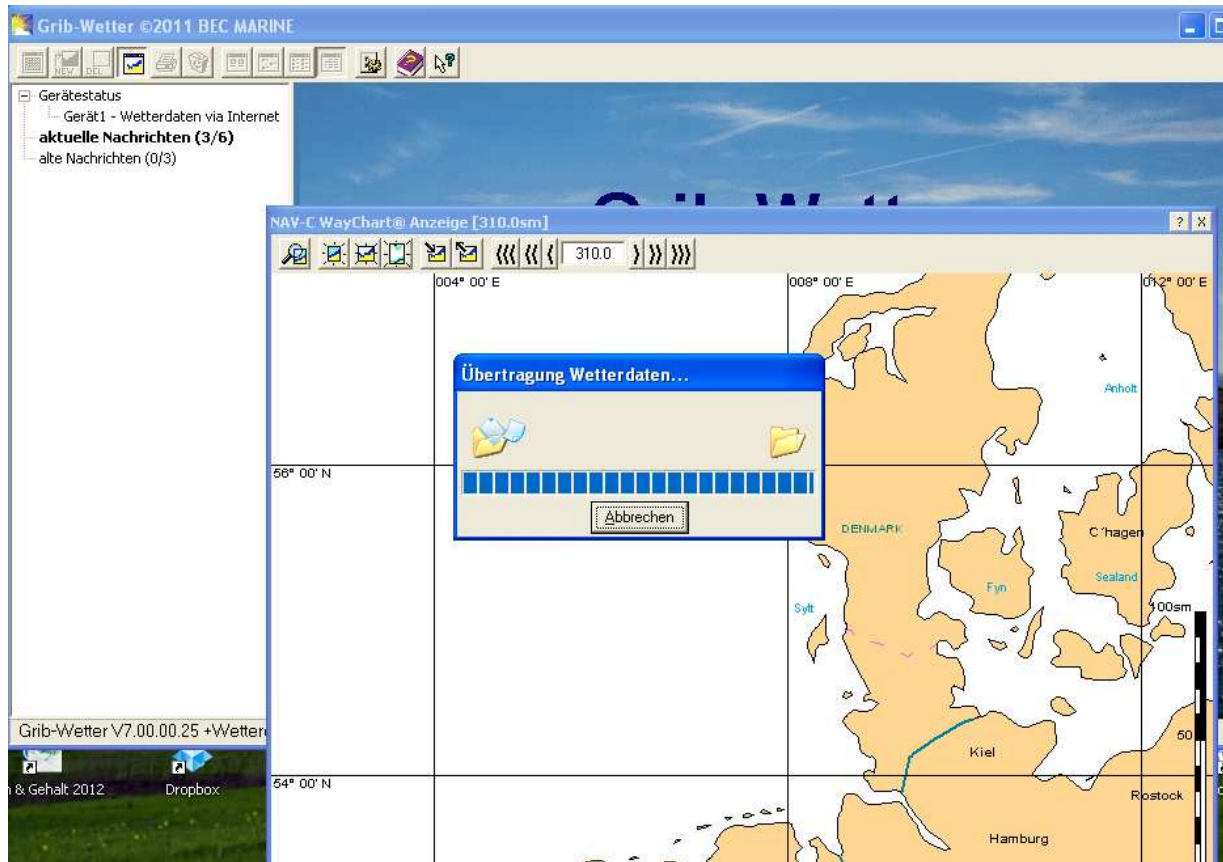 Grib-Wetter ©2011 BEC MARINE
NEW
DEL
Gerätestatus
Gerät1 - Wetterdaten via Internet
aktuelle Nachrichten (3/6)
alte Nachrichten (0/3)
NAV-C WayChart® Anzeige [310.0sm]
310.0
004° 00' E
008° 00' E
012° 00' E
Übertragung Wetterdaten...
Anholt
56° 00' N
Abbrechen
DENMARK
C´hagen
Fyn
Sealand
Sylt
100sm
Grib-Wetter V7.00.00.25
50
Kiel
54° 00' N
& Gehalt 2012
Dropbox
Rostock
Hamburg